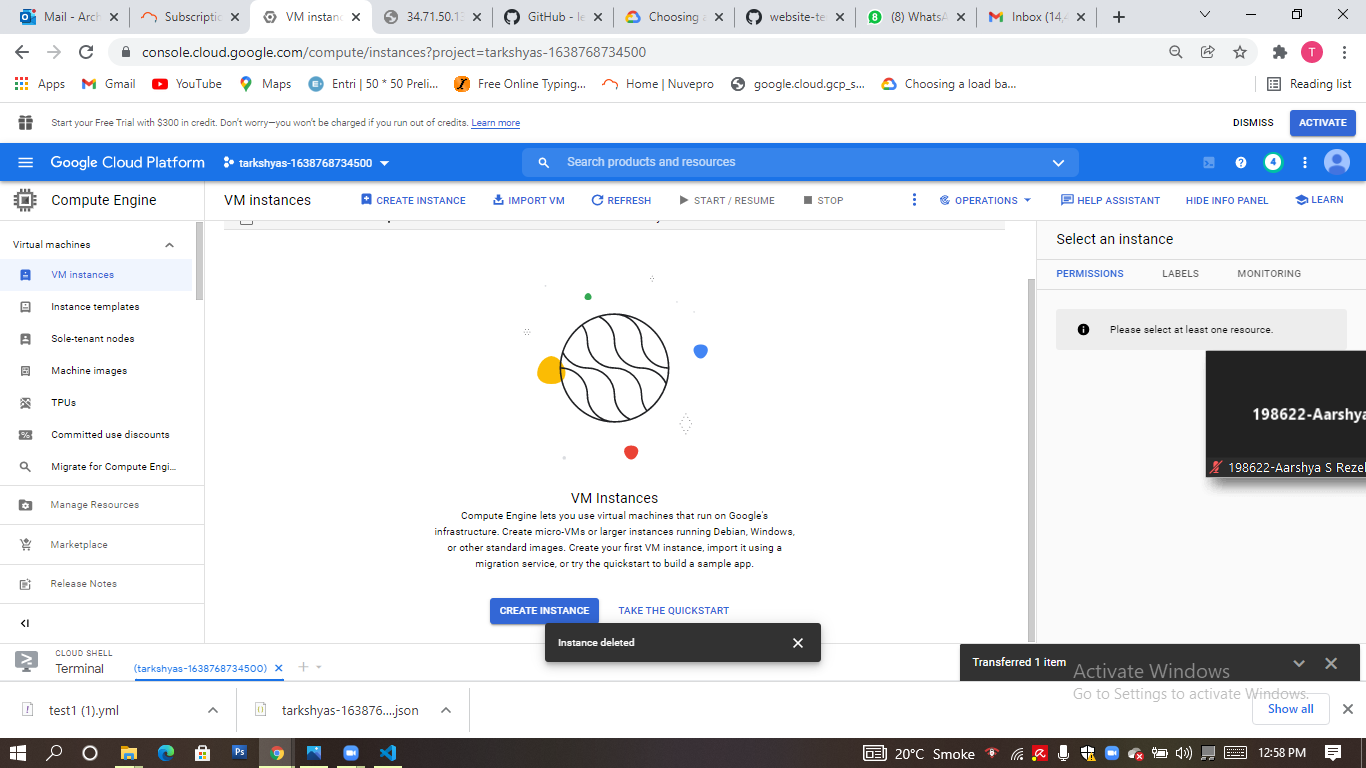 Mail - Arch
Subscriptic
VM instanc
34.71.50.13
GitHub - le
Choosing a
website-te
(8) WhatsA
Inbox (14,
console.cloud.google.com/compute/instances?project=tarkshyas-1638768734500
T
Apps
Gmail
YouTube
Maps
Entri | 50 * 50 Preli...
Free Online Typing...
Home | Nuvepro
google.cloud.gcp_s...
Choosing a load ba...
Reading list
Start your Free Trial with $300 in credit. Don't worry—you won't be charged if you run out of credits. Learn more
DISMISS
ACTIVATE
Google Cloud Platform
tarkshyas-1638768734500
Search products and resources
4
Compute Engine
VM instances
CREATE INSTANCE
IMPORT VM
REFRESH
START / RESUME
STOP
OPERATIONS
HELP ASSISTANT
HIDE INFO PANEL
LEARN
Virtual machines
VM instances
Instance templates
Sole-tenant nodes
Machine images
TPUs
Committed use discounts
Migrate for Compute Engi...
Manage Resources
Marketplace
Release Notes
VM Instances
Compute Engine lets you use virtual machines that run on Google's
infrastructure. Create micro-VMs or larger instances running Debian, Windows,
or other standard images. Create your first VM instance, import it using a
migration service, or try the quickstart to build a sample app.
CREATE INSTANCE
TAKE THE QUICKSTART
Instance deleted
Select an instance
PERMISSIONS
LABELS
MONITORING
Please select at least one resource.
198622-Aarshya
198622-Aarshya S Rezel
CLOUD SHELL
Terminal
(tarkshyas-1638768734500)
Transferred 1 item
Activate Windows
Go to Settings to activate Windows.
test1 (1).yml
tarkshyas-163876....json
Show all
Ps
20°C Smoke
12:58 PM